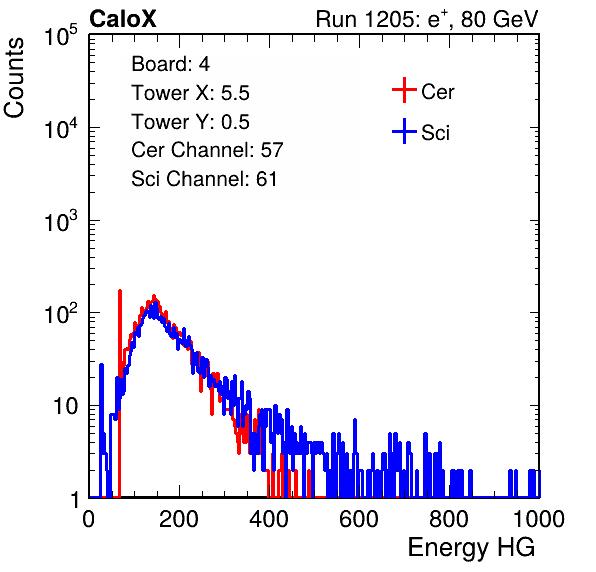 CaloX Run 1205: e⁺, 80 GeV
Counts
Board: 4
Tower X: 5.5
Tower Y: 0.5
Cer Channel: 57
Sci Channel: 61
Cer
Sci
10⁵
10⁴
10³
10²
10
1
0 200 400 600 800 1000
Energy HG